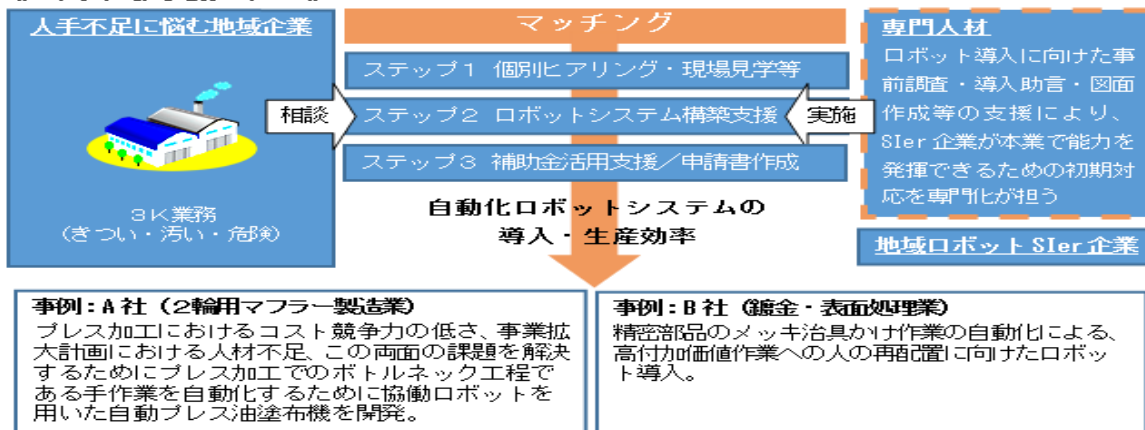 人手不足に悩む地域企業
3K業務
(きつい・汚い・危険)
相談
マッチング
ステップ1 個別ヒアリング・現場見学等
ステップ2 ロボットシステム構築支援
ステップ3 補助金活用支援/申請書作成
実施
専門人材
ロボット導入に向けた事
前調査・導入助言・図面
作成等の支援により、
SIer企業が本業で能力を
発揮できるための初期対
応を専門化が担う
地域ロボットSIer企業
自動化ロボットシステムの
導入・生産効率
事例:A社(2輪用マフラー製造業)
プレス加工におけるコスト競争力の低さ、事業拡
大計画における人材不足、この両面の課題を解決
するためにプレス加工でのボトルネック工程で
ある手作業を自動化するために協働ロボットを
用いた自動プレス油塗布機を開発。
事例:B社(鍍金・表面処理業)
精密部品のメッキ治具かけ作業の自動化による、
高付加価値作業への人の再配置に向けたロボッ
ト導入。